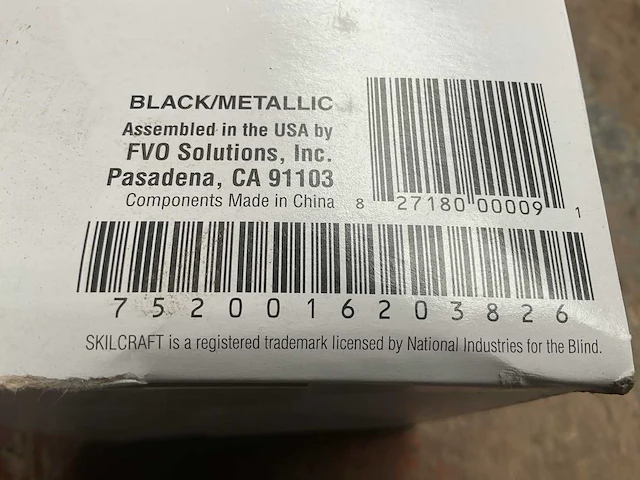 BLACK/METALLIC
Assembled in the USA by
FVO Solutions, Inc.
Pasadena, CA 91103
Components Made in China
8 27180 00009 1
7520016203826
SKILCRAFT is a registered trademark licensed by National Industries for the Blind.